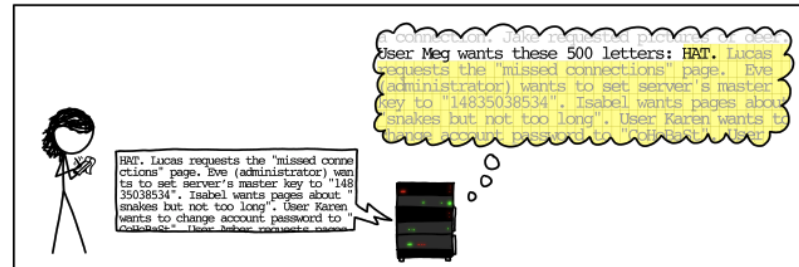 a connection. Jake requested pictures of deer.
User Meg wants these 500 letters: HAT. Lucas
requests the "missed connections" page. Eve
(administrator) wants to set server's master
key to "14835038534". Isabel wants pages about
"snakes but not too long". User Karen wants to
change account password to "CoHoBaSt". User
HAT. Lucas requests the "missed conne
ctions" page. Eve (administrator) wan
ts to set server's master key to "148
35038534". Isabel wants pages about "
snakes but not too long". User Karen
wants to change account password to "
CoHoBaSt". User Amber requests pages